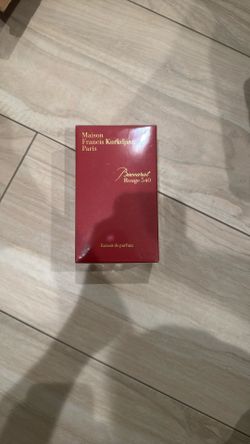 Maison
Francis Kurkdjian
Paris
Baccarat
Rouge 540
Extrait de parfum